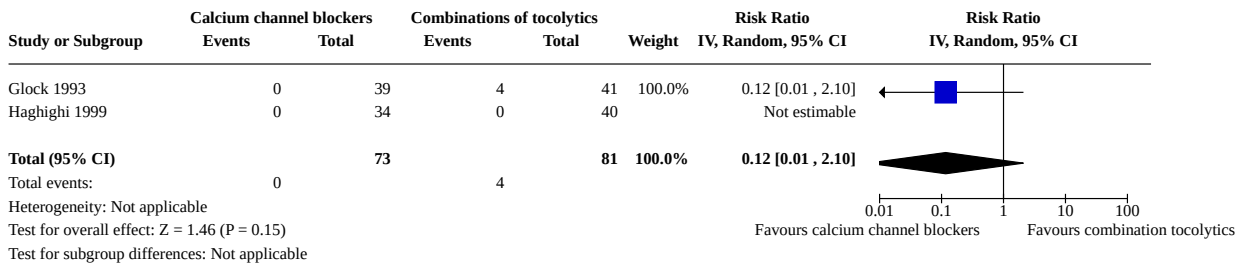 Calcium channel blockers Combinations of tocolytics Risk Ratio Risk Ratio
Study or Subgroup Events Total Events Total Weight IV, Random, 95% CI IV, Random, 95% CI
Glock 1993 0 39 4 41 100.0% 0.12 [0.01 , 2.10]
Haghighi 1999 0 34 0 40 Not estimable
Total (95% CI) 73 81 100.0% 0.12 [0.01 , 2.10]
Total events: 0 4
Heterogeneity: Not applicable
0.01 0.1 1 10 100
Test for overall effect: Z = 1.46 (P = 0.15) Favours calcium channel blockers Favours combination tocolytics
Test for subgroup differences: Not applicable